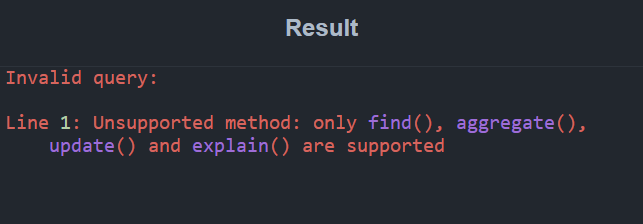 Result
Invalid query:
Line 1: Unsupported method: only find(), aggregate(),
update() and explain() are supported